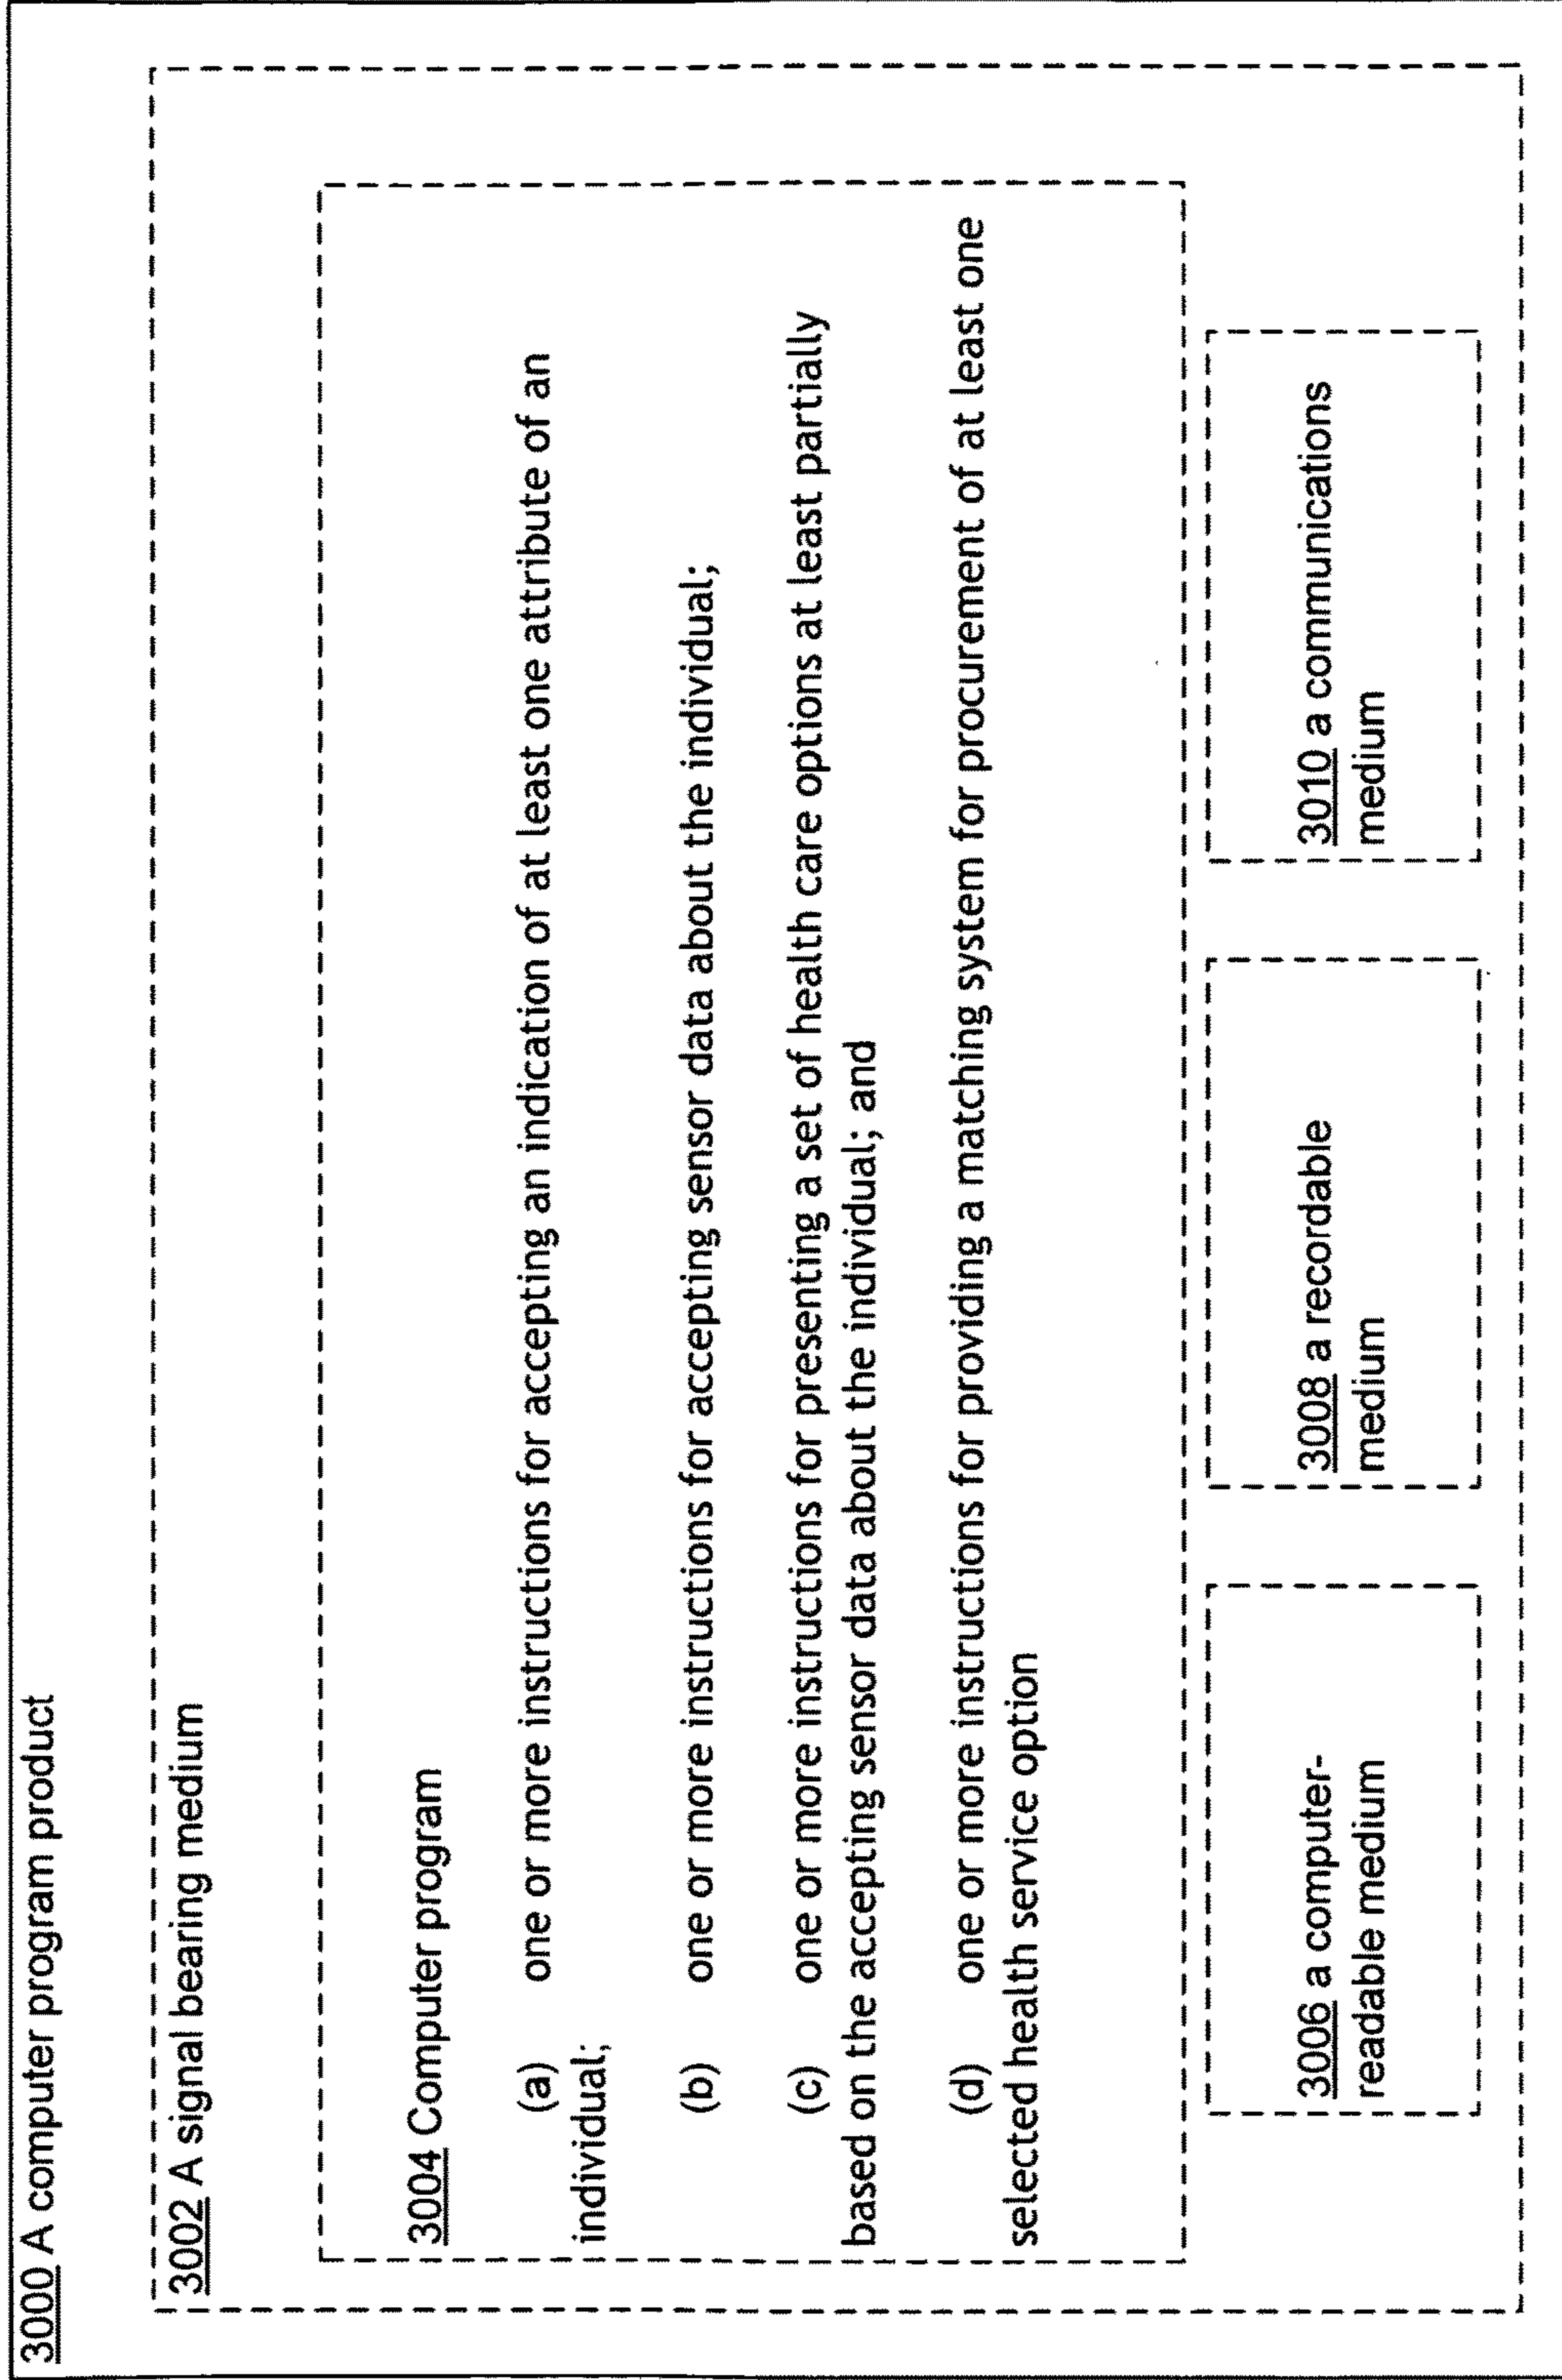 3000 A computer program product
3002 A signal bearing medium
3004 Computer program
(a) one or more instructions for accepting an indication of at least one attribute of an
individual;
(b) one or more instructions for accepting sensor data about the individual;
(c) one or more instructions for presenting a set of health care options at least partially
based on the accepting sensor data about the individual; and
(d) one or more instructions for providing a matching system for procurement of at least one
selected health service option
3006 a computer-
readable medium
3008 a recordable
medium
3010 a communications
medium